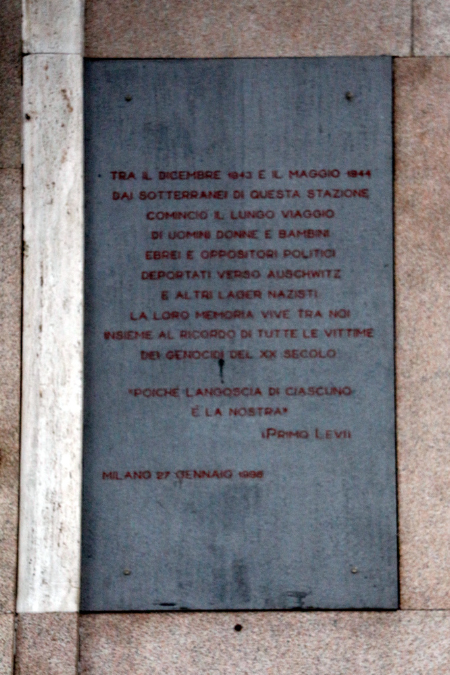 TRA IL DICEMBRE 1943 E IL MAGGIO 1944
DAI SOTTERRANEI DI QUESTA STAZIONE
COMINCIÒ IL LUNGO VIAGGIO
DI UOMINI DONNE E BAMBINI
EBREI E OPPOSITORI POLITICI
DEPORTATI VERSO AUSCHWITZ
E ALTRI LAGER NAZISTI
LA LORO MEMORIA VIVE TRA NOI
INSIEME AL RICORDO DI TUTTE LE VITTIME
DEI GENOCIDI DEL XX SECOLO
"POICHÉ L'ANGOSCIA DI CIASCUNO
È LA NOSTRA"
(PRIMO LEVI)
MILANO 27 GENNAIO